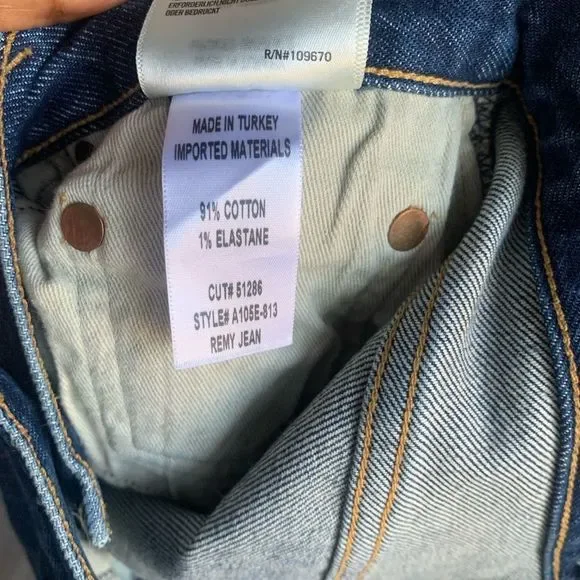 ERFORDERLICH NICHT
ODER BEDRUCKT
R/N#109670
MADE IN TURKEY
IMPORTED MATERIALS
91% COTTON
1% ELASTANE
CUT# 51286
STYLE# A105E-813
REMY JEAN